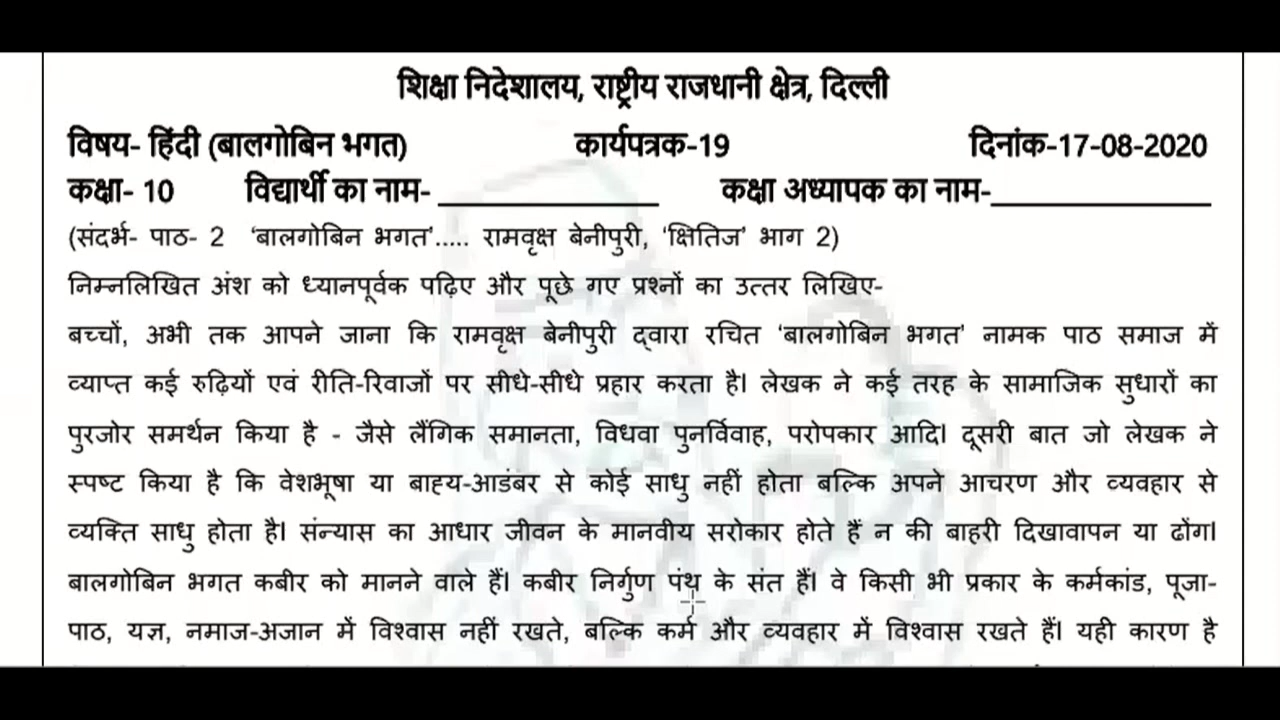 शिक्षा निदेशालय, राष्ट्रीय राजधानी क्षेत्र, दिल्ली
विषय- हिंदी (बालगोबिन भगत) कार्यपत्रक-19 दिनांक-17-08-2020
कक्षा- 10 विद्यार्थी का नाम- ______________ कक्षा अध्यापक का नाम-______________
(संदर्भ- पाठ- 2 ‘बालगोबिन भगत’..... रामवृक्ष बेनीपुरी, ‘क्षितिज’ भाग 2)
निम्नलिखित अंश को ध्यानपूर्वक पढ़िए और पूछे गए प्रश्नों का उत्तर लिखिए-
बच्चों, अभी तक आपने जाना कि रामवृक्ष बेनीपुरी द्वारा रचित ‘बालगोबिन भगत’ नामक पाठ समाज में
व्याप्त कई रुढ़ियों एवं रीति-रिवाजों पर सीधे-सीधे प्रहार करता है। लेखक ने कई तरह के सामाजिक सुधारों का
पुरजोर समर्थन किया है - जैसे लैंगिक समानता, विधवा पुनर्विवाह, परोपकार आदि। दूसरी बात जो लेखक ने
स्पष्ट किया है कि वेशभूषा या बाह्य-आडंबर से कोई साधु नहीं होता बल्कि अपने आचरण और व्यवहार से
व्यक्ति साधु होता है। संन्यास का आधार जीवन के मानवीय सरोकार होते हैं न की बाहरी दिखावापन या ढोंग।
बालगोबिन भगत कबीर को मानने वाले हैं। कबीर निर्गुण पंथ के संत हैं। वे किसी भी प्रकार के कर्मकांड, पूजा-
पाठ, यज्ञ, नमाज-अजान में विश्वास नहीं रखते, बल्कि कर्म और व्यवहार में विश्वास रखते हैं। यही कारण है